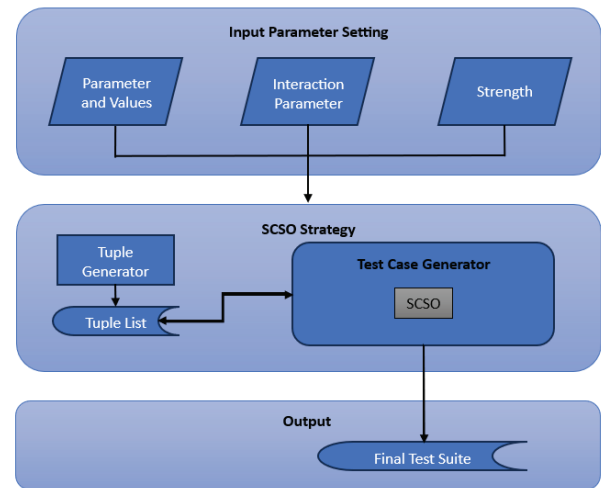 Input Parameter Setting
Parameter
and Values
Interaction
Parameter
Strength
SCSO Strategy
Tuple
Generator
Tuple List
Test Case Generator
SCSO
Output
Final Test Suite